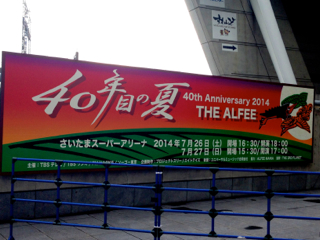 40年目の夏
40th Anniversary 2014
THE ALFEE
さいたまスーパーアリーナ 2014年7月26日(土) 開場16:30/開演18:00
7月27日(日) 開場15:30/開演17:00